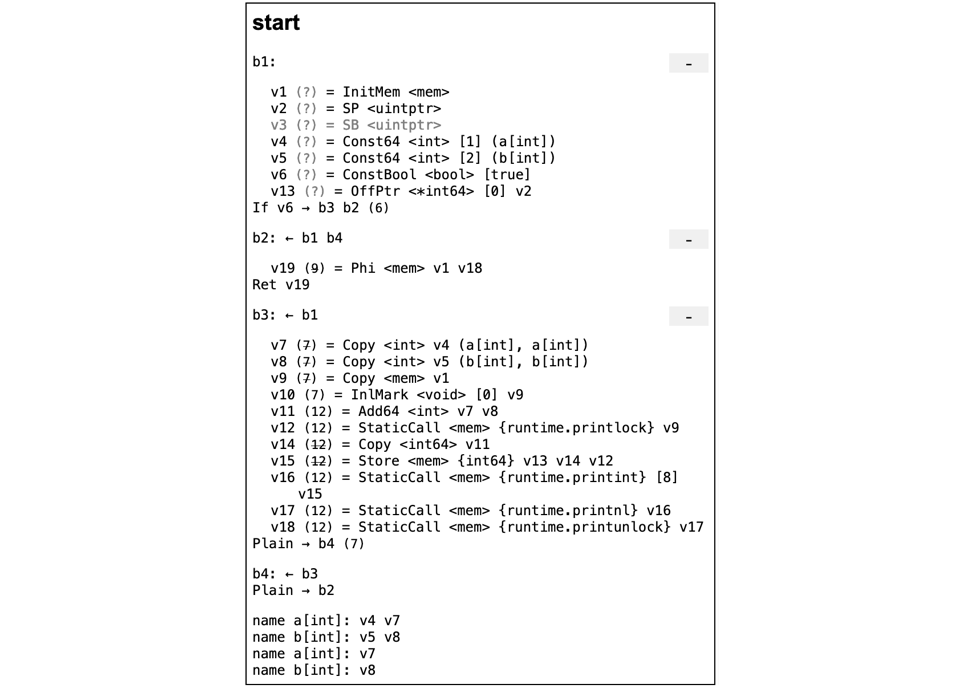 start
b1:
-
v1 (?) = InitMem <mem>
v2 (?) = SP <uintptr>
v3 (?) = SB <uintptr>
v4 (?) = Const64 <int> [1] (a[int])
v5 (?) = Const64 <int> [2] (b[int])
v6 (?) = ConstBool <bool> [true]
v13 (?) = OffPtr <*int64> [0] v2
If v6 → b3 b2 (6)
b2: ← b1 b4
-
v19 (9) = Phi <mem> v1 v18
Ret v19
b3: ← b1
-
v7 (7) = Copy <int> v4 (a[int], a[int])
v8 (7) = Copy <int> v5 (b[int], b[int])
v9 (7) = Copy <mem> v1
v10 (7) = InlMark <void> [0] v9
v11 (12) = Add64 <int> v7 v8
v12 (12) = StaticCall <mem> {runtime.printlock} v9
v14 (12) = Copy <int64> v11
v15 (12) = Store <mem> {int64} v13 v14 v12
v16 (12) = StaticCall <mem> {runtime.printint} [8]
v15
v17 (12) = StaticCall <mem> {runtime.printnl} v16
v18 (12) = StaticCall <mem> {runtime.printunlock} v17
Plain → b4 (7)
b4: ← b3
Plain → b2
name a[int]: v4 v7
name b[int]: v5 v8
name a[int]: v7
name b[int]: v8